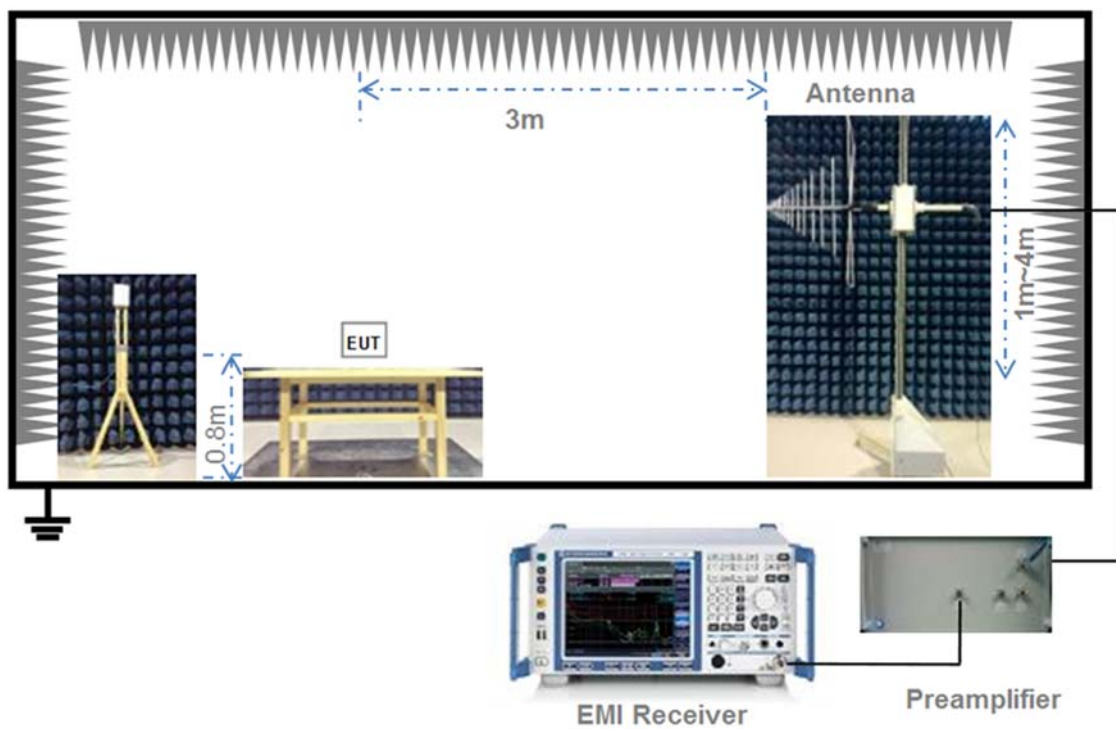 Antenna
3m
1m~4m
EUT
0.8m
EMI Receiver
Preamplifier